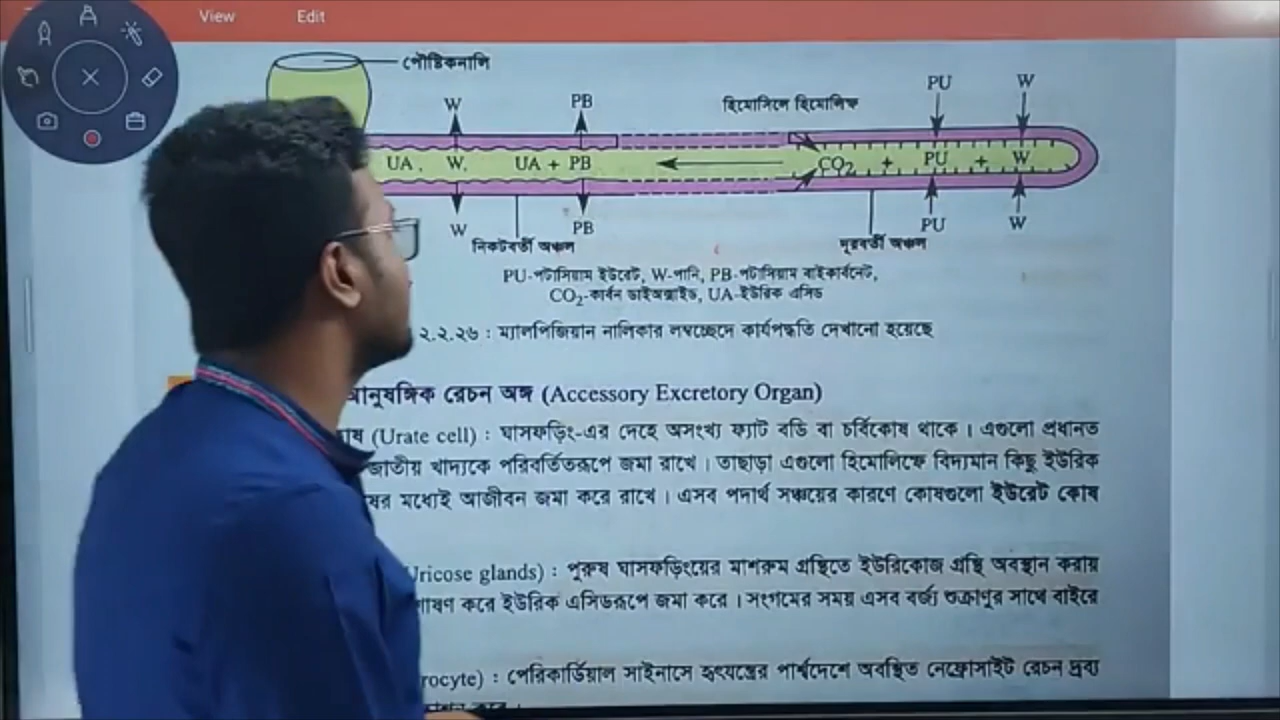 View Edit
পৌষ্টিকনালি
W PB হিমোসিলে হিমোলিম্ফ PU W
UA, W, UA + PB CO2 + PU + W
W PB PU W
নিকটবর্তী অঞ্চল দূরবর্তী অঞ্চল
PU-পটাসিয়াম ইউরেট, W-পানি, PB-পটাসিয়াম বাইকার্বনেট,
CO2-কার্বন ডাইঅক্সাইড, UA-ইউরিক এসিড
২.২.২৬ : ম্যালপিজিয়ান নালিকার লম্বচ্ছেদে কার্যপদ্ধতি দেখানো হয়েছে
আনুষঙ্গিক রেচন অঙ্গ (Accessory Excretory Organ)
(Urate cell) : ঘাসফড়িং-এর দেহে অসংখ্য ফ্যাট বডি বা চর্বিকোষ থাকে । এগুলো প্রধানত
জাতীয় খাদ্যকে পরিবর্তিতরূপে জমা রাখে । তাছাড়া এগুলো হিমোলিম্ফে বিদ্যমান কিছু ইউরিক
মধ্যেই আজীবন জমা করে রাখে । এসব পদার্থ সঞ্চয়ের কারণে কোষগুলো ইউরেট কোষ
glands) : পুরুষ ঘাসফড়িংয়ের মাশরুম গ্রন্থিতে ইউরিকোজ গ্রন্থি অবস্থান করায়
করে ইউরিক এসিডরূপে জমা করে । সংগমের সময় এসব বর্জ্য শুক্রাণুর সাথে বাইরে
rocyte) : পেরিকার্ডিয়াল সাইনাসে হৃৎযন্ত্রের পার্শ্বদেশে অবস্থিত নেফ্রোসাইট রেচন দ্রব্য